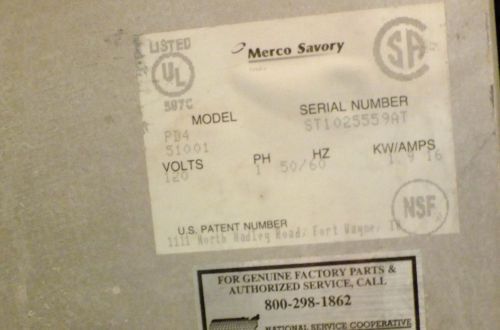 LISTED
UL
507C
Merco Savory
SA
MODEL
SERIAL NUMBER
PD4
51001
ST1025559AT
VOLTS
PH
HZ
KW/AMPS
120
1
50/60
1.9 16
NSF
U.S. PATENT NUMBER
1111 North Hadley Road, Fort Wayne, IN
FOR GENUINE FACTORY PARTS &
AUTHORIZED SERVICE, CALL
800-298-1862
NATIONAL SERVICE COOPERATIVE